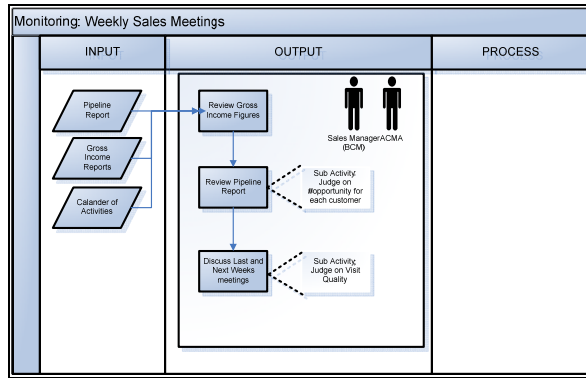 Monitoring: Weekly Sales Meetings
INPUT
OUTPUT
PROCESS
Pipeline
Report
Gross
Income
Reports
Calander of
Activities
Review Gross
Income Figures
Sales Manager
(BCM)
ACMA
Review Pipeline
Report
Sub Activity:
Judge on
#opportunity for
each customer
Discuss Last and
Next Weeks
meetings
Sub Activity;
Judge on Visit
Quality